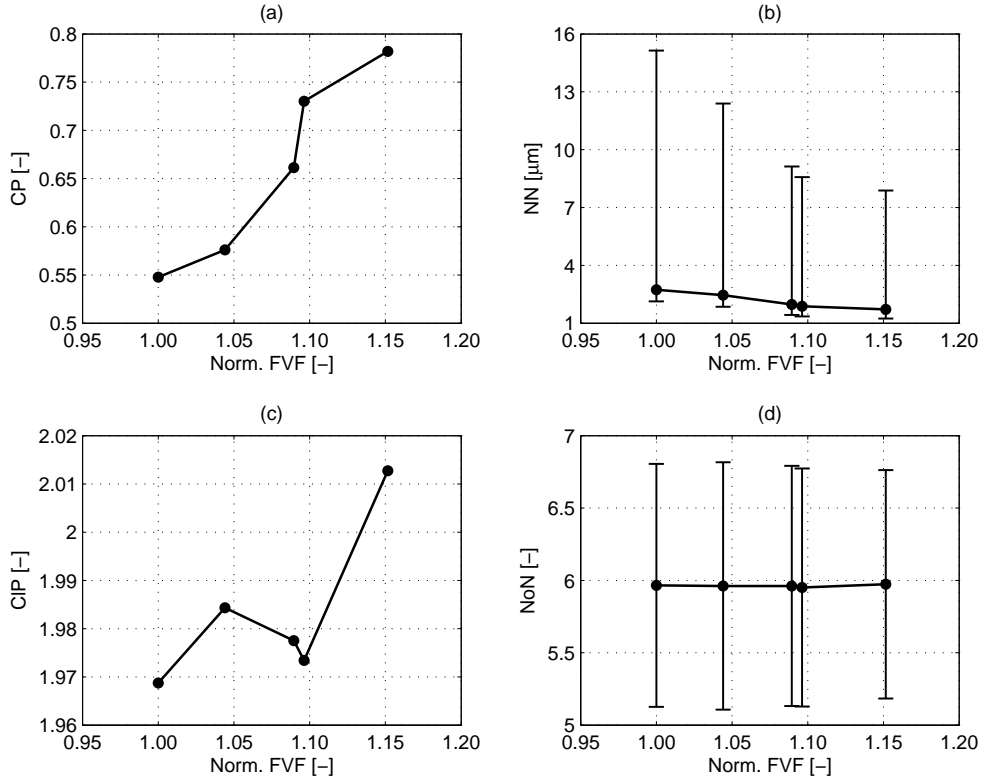 (a)
0.8
0.75
0.7
0.65
0.6
0.55
0.5
CP [−]
0.95 1.00 1.05 1.10 1.15 1.20
Norm. FVF [−]
(b)
16
13
10
7
4
1
NN [μm]
0.95 1.00 1.05 1.10 1.15 1.20
Norm. FVF [−]
(c)
2.02
2.01
2
1.99
1.98
1.97
1.96
CIP [−]
0.95 1.00 1.05 1.10 1.15 1.20
Norm. FVF [−]
(d)
7
6.5
6
5.5
5
NoN [−]
0.95 1.00 1.05 1.10 1.15 1.20
Norm. FVF [−]